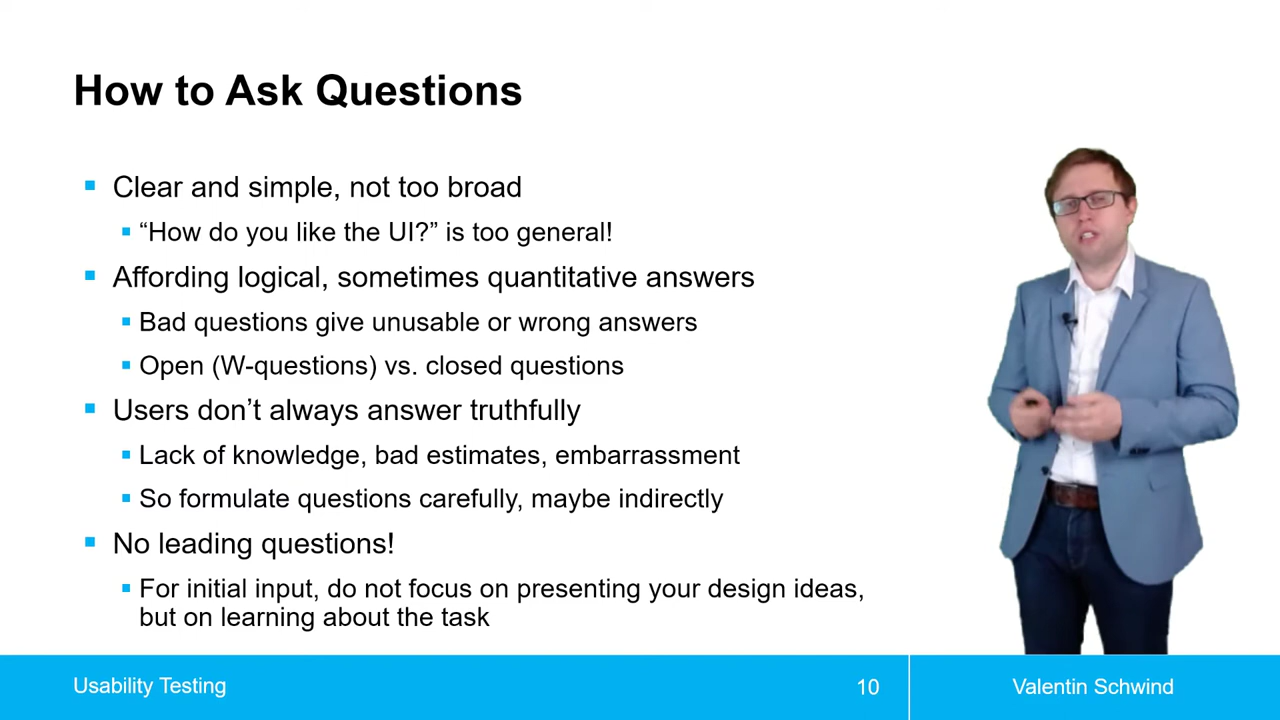 How to Ask Questions
Clear and simple, not too broad
“How do you like the UI?” is too general!
Affording logical, sometimes quantitative answers
Bad questions give unusable or wrong answers
Open (W-questions) vs. closed questions
Users don’t always answer truthfully
Lack of knowledge, bad estimates, embarrassment
So formulate questions carefully, maybe indirectly
No leading questions!
For initial input, do not focus on presenting your design ideas,
but on learning about the task
Usability Testing
10
Valentin Schwind